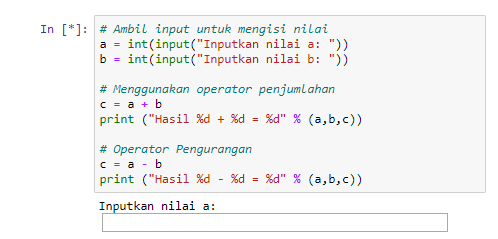 In [*]: # Ambil input untuk mengisi nilai
a = int(input("Inputkan nilai a: "))
b = int(input("Inputkan nilai b: "))
# Menggunakan operator penjumlahan
c = a + b
print ("Hasil %d + %d = %d" % (a,b,c))
# Operator Pengurangan
c = a - b
print ("Hasil %d - %d = %d" % (a,b,c))
Inputkan nilai a: